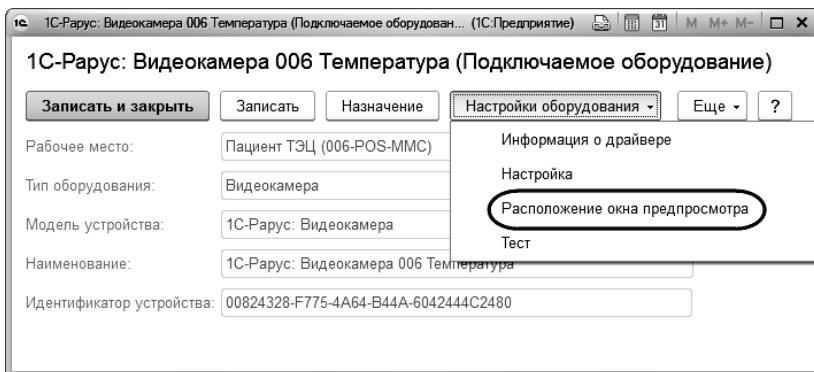 1С-Рарус: Видеокамера 006 Температура (Подключаемое оборудован... (1С:Предприятие) 31 M M+ M-
1С-Рарус: Видеокамера 006 Температура (Подключаемое оборудование)
Записать и закрыть Записать Назначение Настройки оборудования Еще ?
Информация о драйвере
Рабочее место: Пациент ТЭЦ (006-POS-MMC)
Настройка
Тип оборудования: Видеокамера
Расположение окна предпросмотра
Модель устройства: 1С-Рарус: Видеокамера
Тест
Наименование: 1С-Рарус: Видеокамера 006 Температура
Идентификатор устройства: 00824328-F775-4A64-B44A-6042444C2480